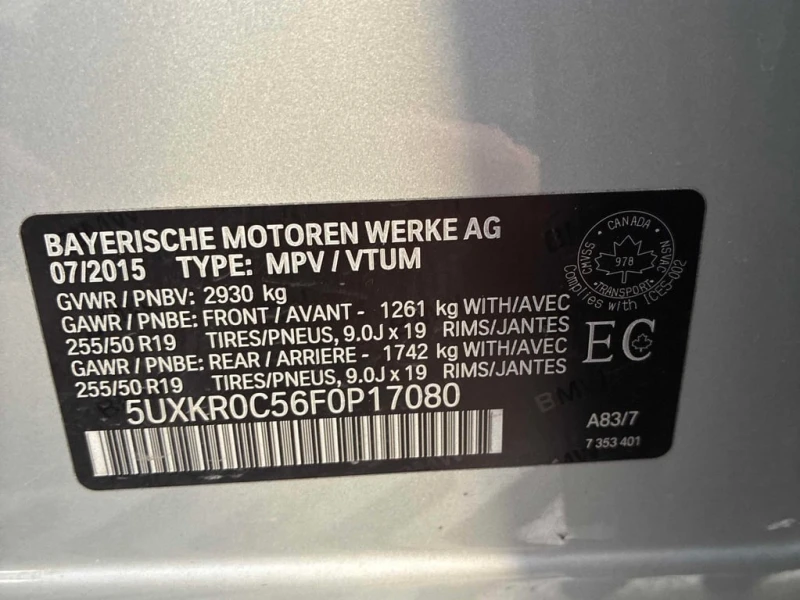 BAYERISCHE MOTOREN WERKE AG
07/2015 TYPE: MPV / VTUM
GVWR / PNBV: 2930 kg
GAWR / PNBE: FRONT / AVANT - 1261 kg WITH/AVEC
255/50 R19 TIRES/PNEUS, 9.0J x 19 RIMS/JANTES
GAWR / PNBE: REAR / ARRIERE - 1742 kg WITH/AVEC
255/50 R19 TIRES/PNEUS, 9.0J x 19 RIMS/JANTES
5UXKR0C56F0P17080
CANADA
CMVSS
978
NSVAC
TRANSPORT
Complies with ICES-002
EC
A83/7
7 353 401